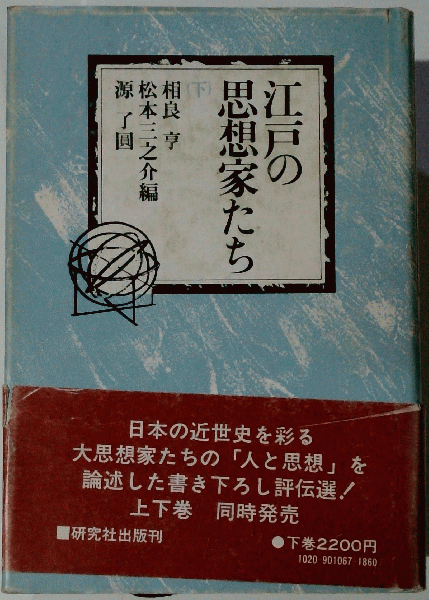 江戸の
思想家たち
(下)
相良 亨
松本三之介編
源 了圓
日本の近世史を彩る
大思想家たちの「人と思想」を
論述した書き下ろし評伝選！
上下巻 同時発売
■研究社出版刊
●下巻2200円
1020 901067 1860